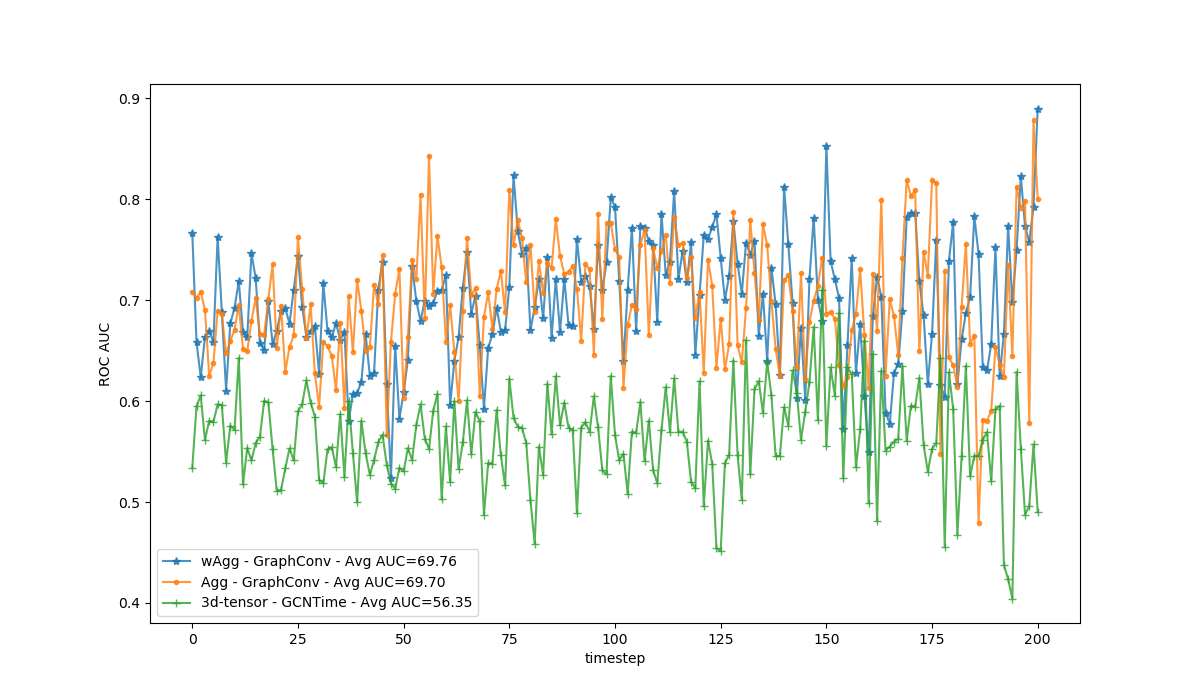 0.9
0.8
0.7
0.6
0.5
0.4
ROC AUC
wAgg - GraphConv - Avg AUC=69.76
Agg - GraphConv - Avg AUC=69.70
3d-tensor - GCNTime - Avg AUC=56.35
0 25 50 75 100 125 150 175 200
timestep